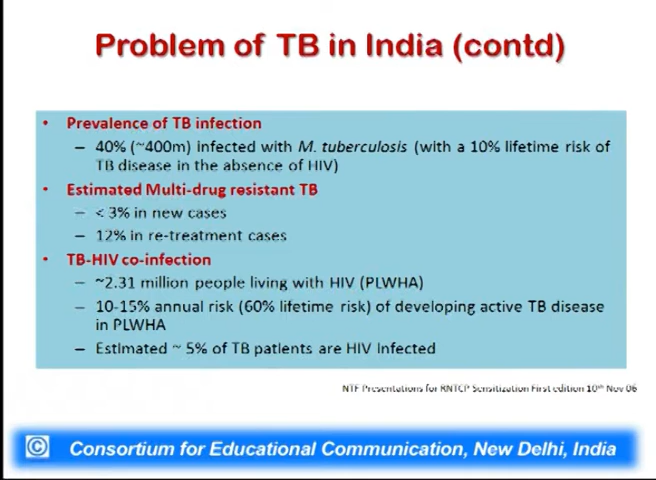 Problem of TB in India (contd)
• Prevalence of TB infection
– 40% (~400m) infected with M. tuberculosis (with a 10% lifetime risk of
TB disease in the absence of HIV)
• Estimated Multi-drug resistant TB
– < 3% in new cases
– 12% in re-treatment cases
• TB-HIV co-infection
– ~2.31 million people living with HIV (PLWHA)
– 10-15% annual risk (60% lifetime risk) of developing active TB disease
in PLWHA
– Estimated ~ 5% of TB patients are HIV infected
NTF Presentations for RNTCP Sensitization First edition 10th Nov 06
© Consortium for Educational Communication, New Delhi, India